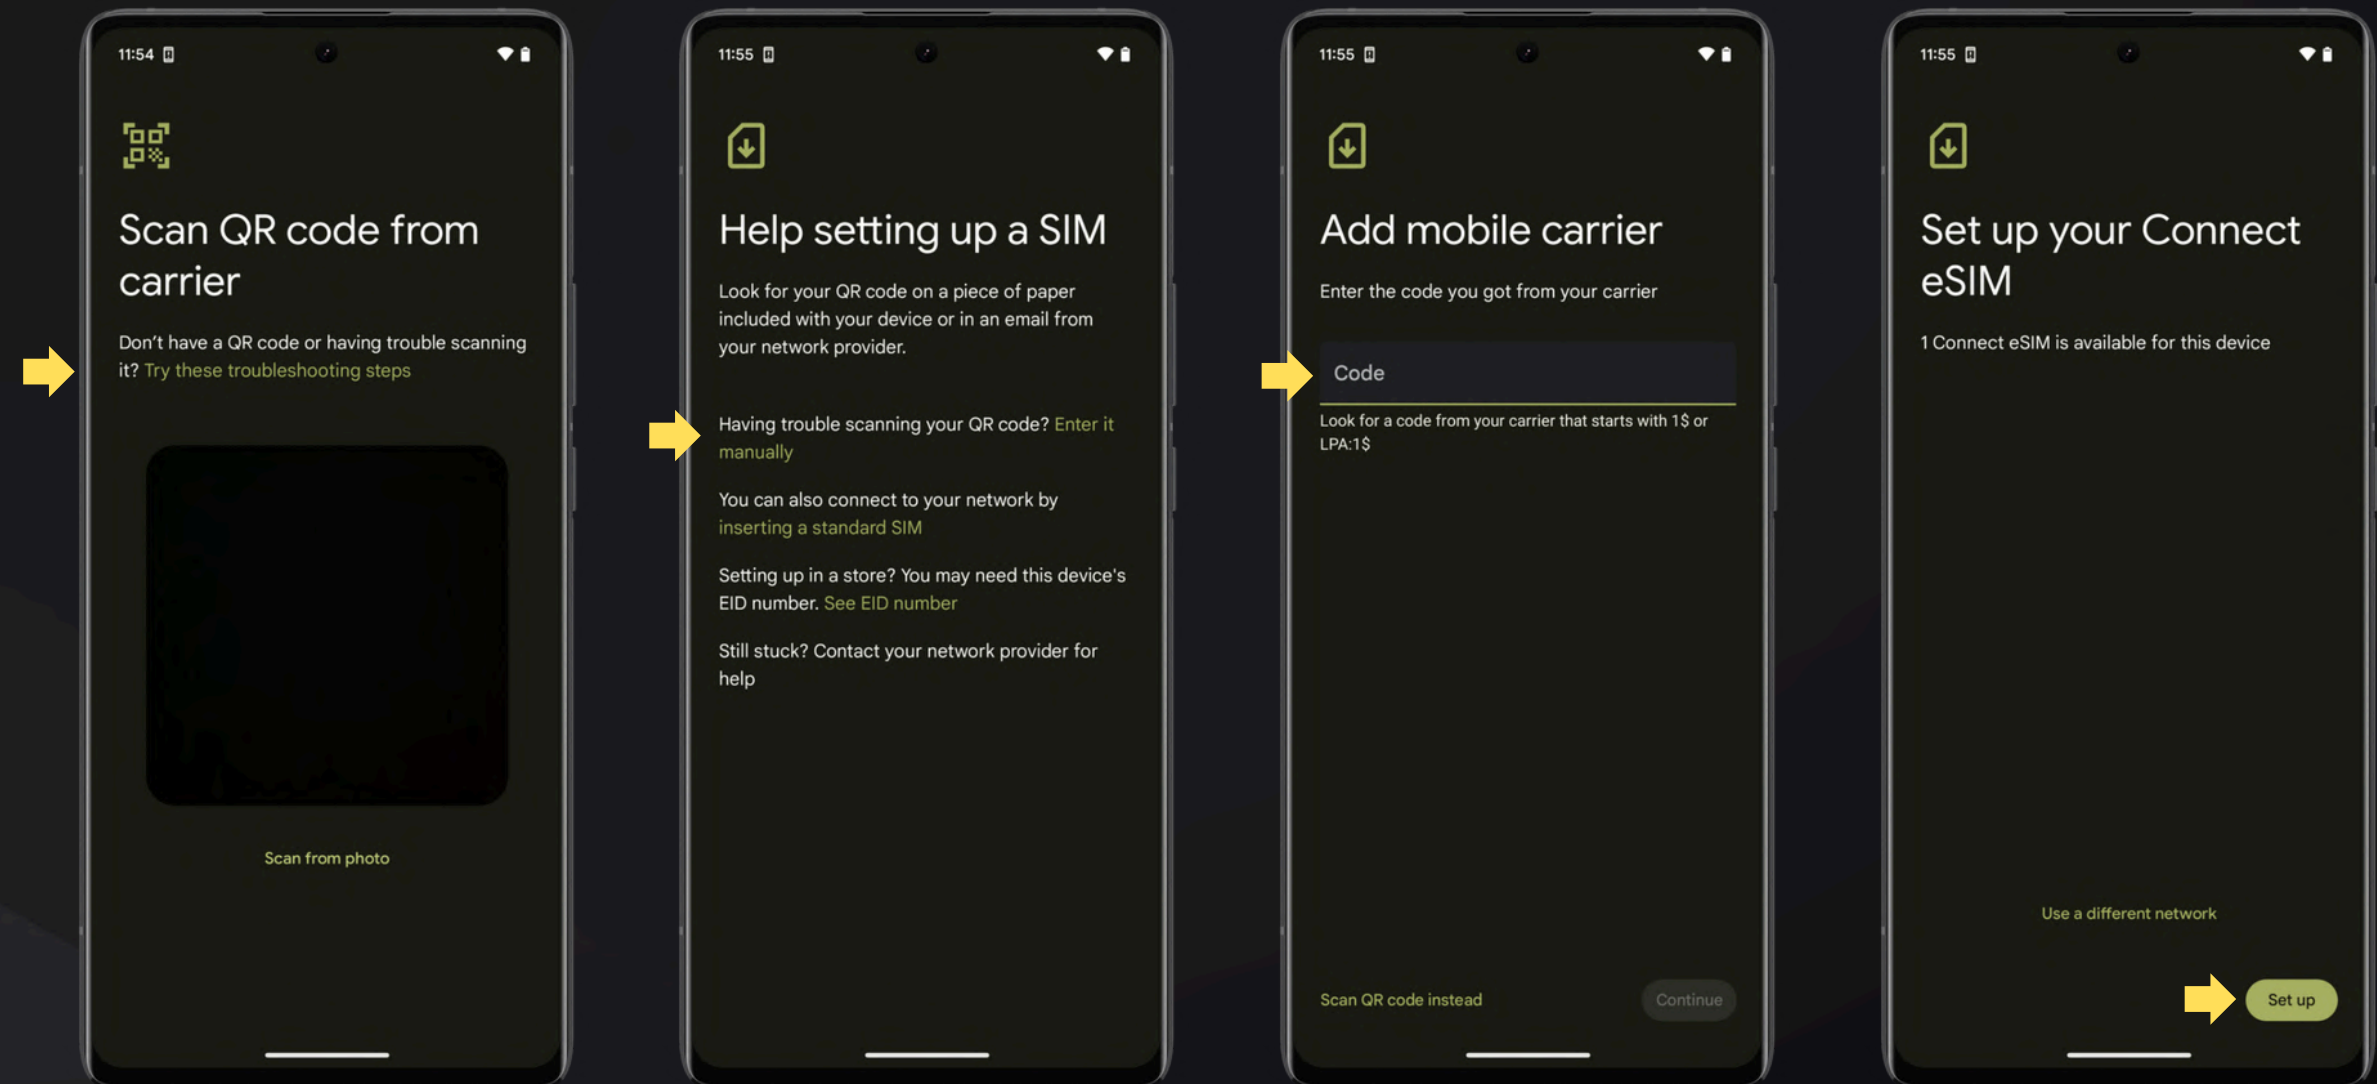 11:54
Scan QR code from
carrier
Don't have a QR code or having trouble scanning
it? Try these troubleshooting steps
Scan from photo
11:55
Help setting up a SIM
Look for your QR code on a piece of paper
included with your device or in an email from
your network provider.
Having trouble scanning your QR code? Enter it
manually
You can also connect to your network by
inserting a standard SIM
Setting up in a store? You may need this device's
EID number. See EID number
Still stuck? Contact your network provider for
help
11:55
Add mobile carrier
Enter the code you got from your carrier
Code
Look for a code from your carrier that starts with 1$ or
LPA:1$
Scan QR code instead
Continue
11:55
Set up your Connect
eSIM
1 Connect eSIM is available for this device
Use a different network
Set up